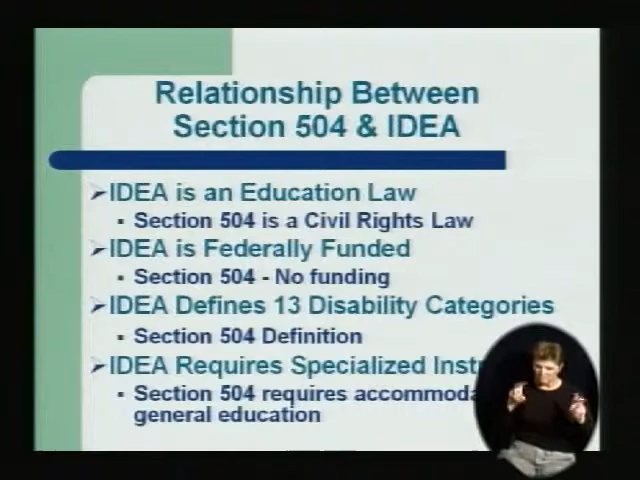 Relationship Between
Section 504 & IDEA
➢IDEA is an Education Law
▪ Section 504 is a Civil Rights Law
➢IDEA is Federally Funded
▪ Section 504 - No funding
➢IDEA Defines 13 Disability Categories
▪ Section 504 Definition
➢IDEA Requires Specialized
▪ Section 504 requires
general education